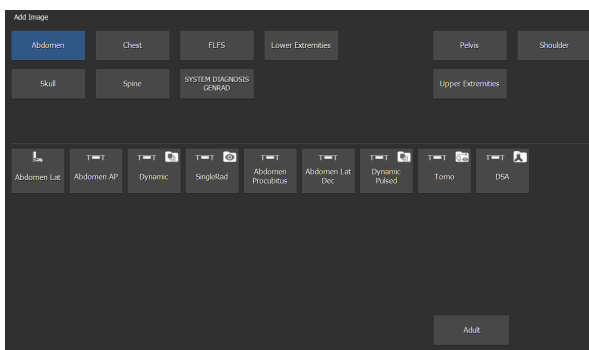 Add Image
Abdomen
Chest
FLFS
Lower Extremities
Pelvis
Shoulder
Skull
Spine
SYSTEM DIAGNOSIS
GENRAD
Upper Extremities
Abdomen Lat
Abdomen AP
Dynamic
SingleRad
Abdomen
Procubitus
Abdomen Lat
Dec
Dynamic
Pulsed
Tomo
DSA
Adult